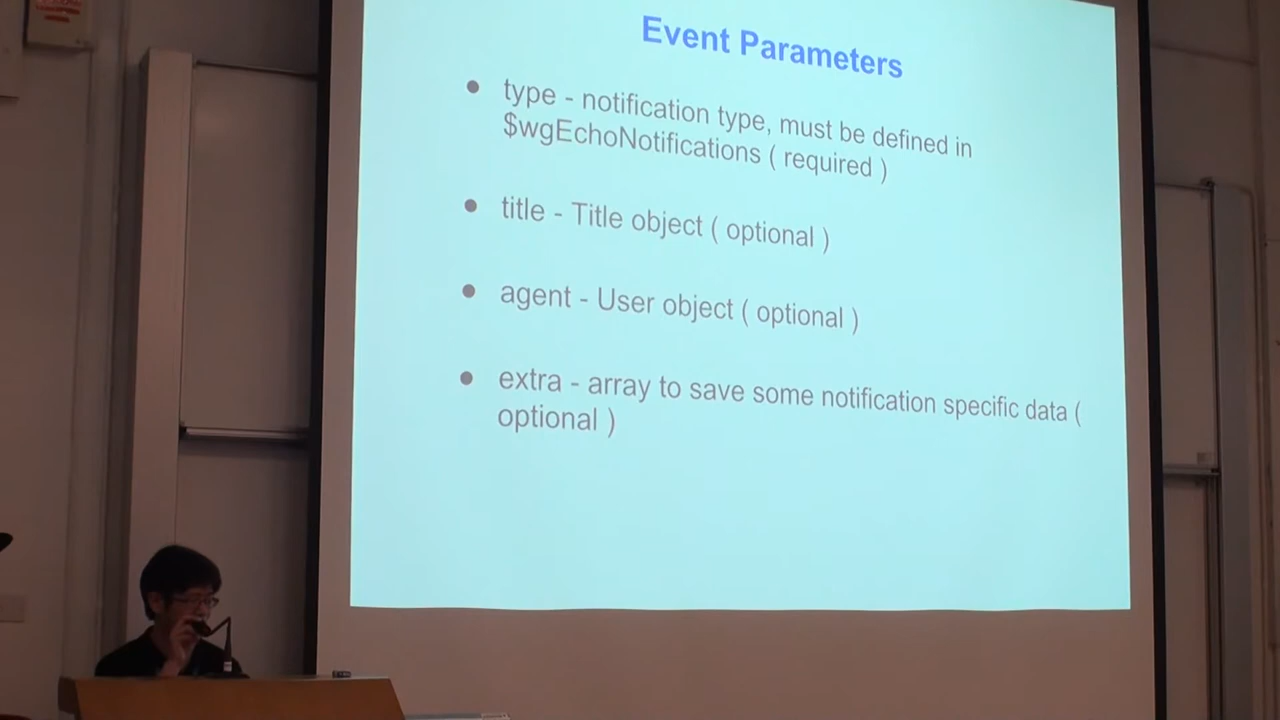 Event Parameters
● type - notification type, must be defined in
$wgEchoNotifications ( required )
● title - Title object ( optional )
● agent - User object ( optional )
● extra - array to save some notification specific data (
optional )